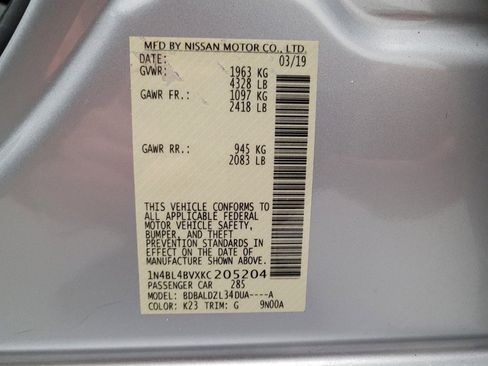 MFD BY NISSAN MOTOR CO., LTD.
DATE: 03/19
GVWR: 1963 KG
4328 LB
GAWR FR.: 1097 KG
2418 LB
GAWR RR.: 945 KG
2083 LB
THIS VEHICLE CONFORMS TO
ALL APPLICABLE FEDERAL
MOTOR VEHICLE SAFETY,
BUMPER, AND THEFT
PREVENTION STANDARDS IN
EFFECT ON THE DATE OF
MANUFACTURE SHOWN ABOVE.
1N4BL4BVXKC205204
PASSENGER CAR 285
MODEL: BDBALDZL34DUA----A
COLOR: K23 TRIM: G 9N00A